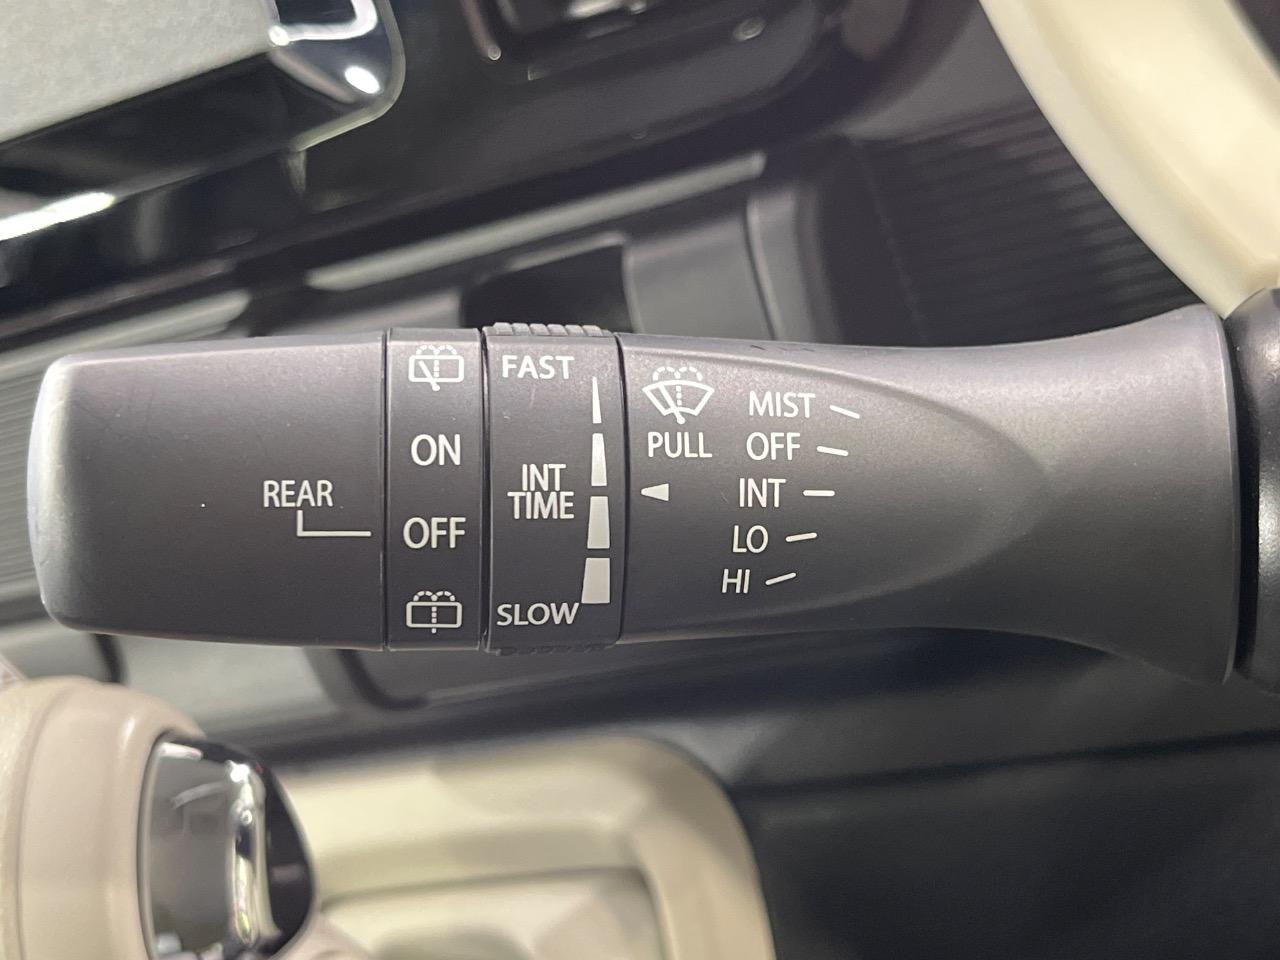 REAR
ON
OFF
FAST
INT
TIME
SLOW
PULL
MIST
OFF
INT
LO
HI